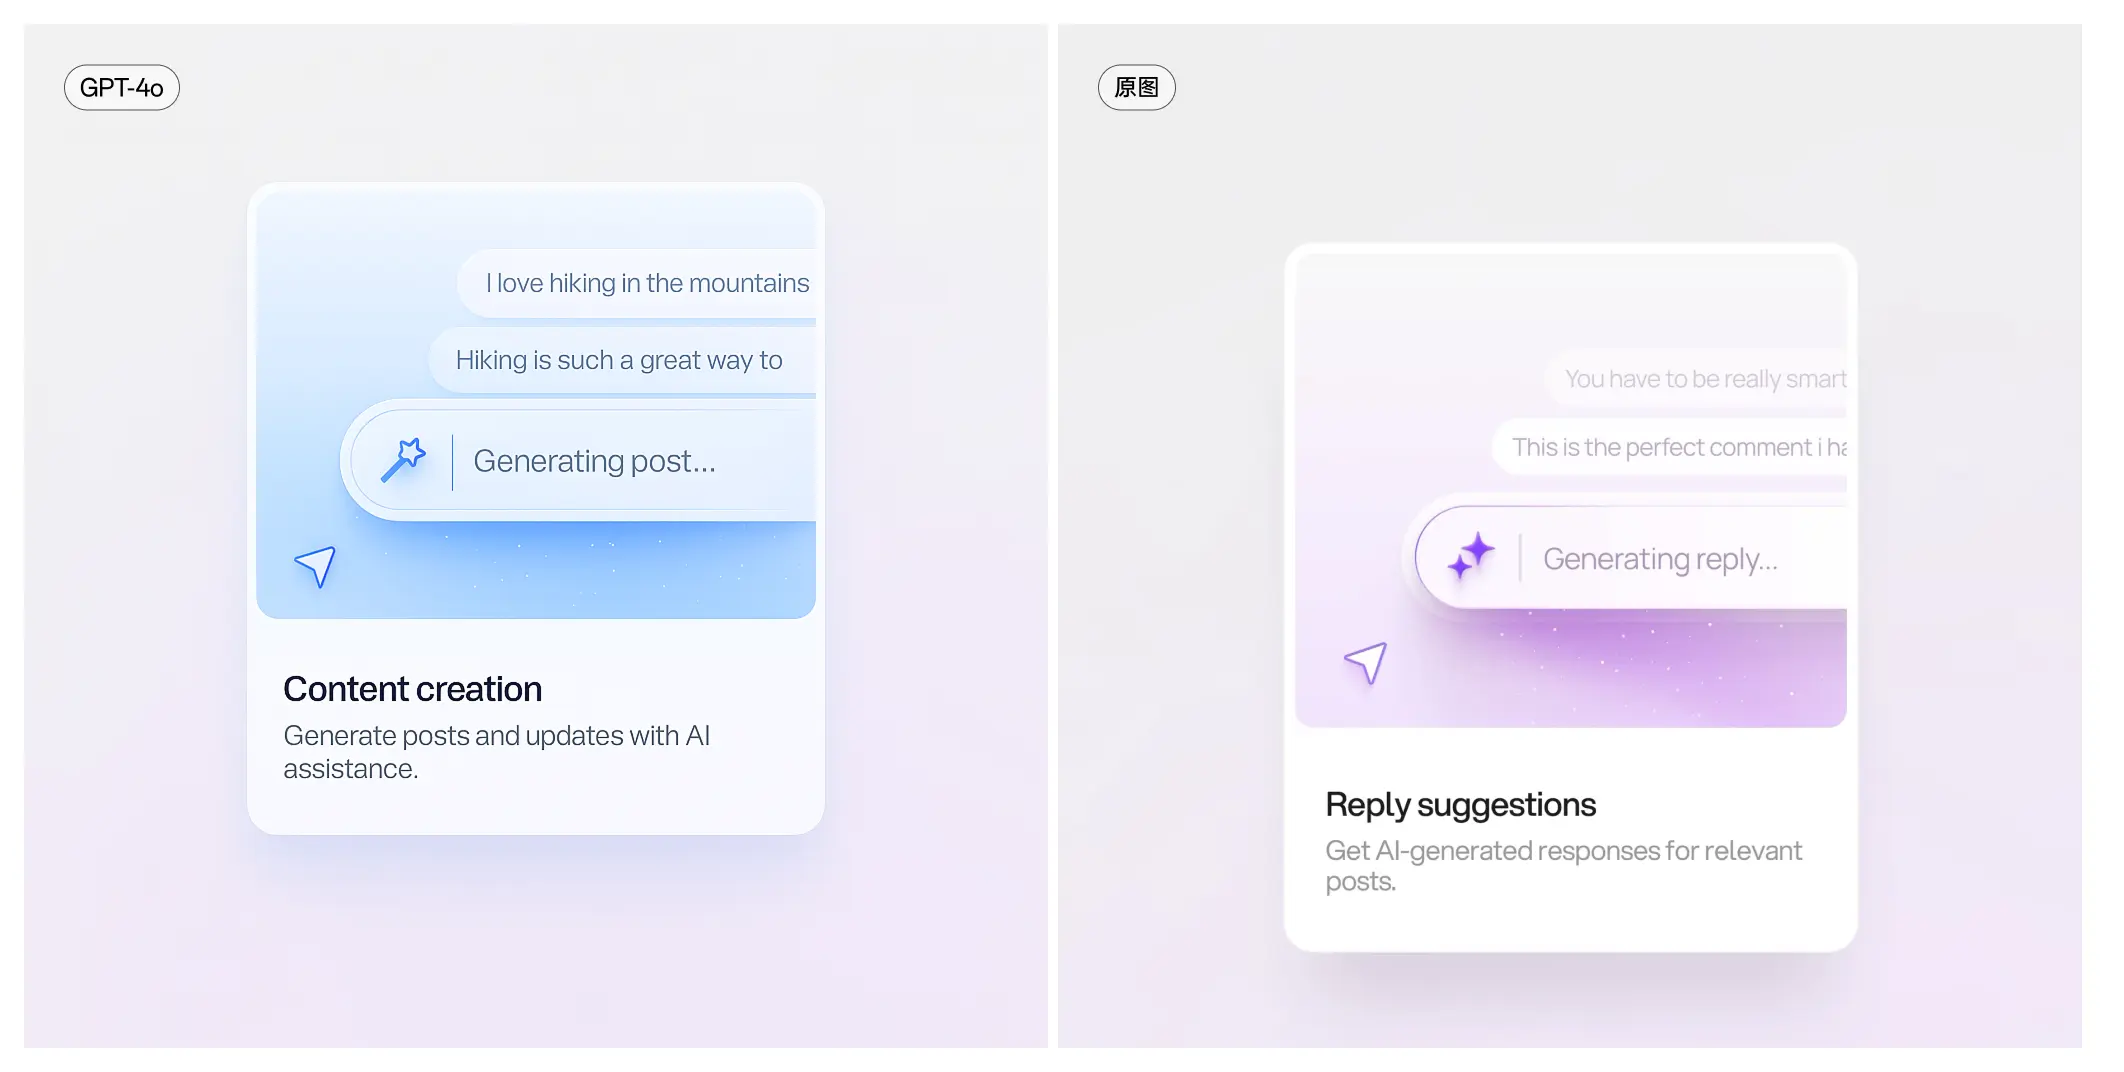 GPT-4o
I love hiking in the mountains
Hiking is such a great way to
Generating post...
Content creation
Generate posts and updates with AI
assistance.
原图
You have to be really smart
This is the perfect comment i ha
Generating reply...
Reply suggestions
Get AI-generated responses for relevant
posts.